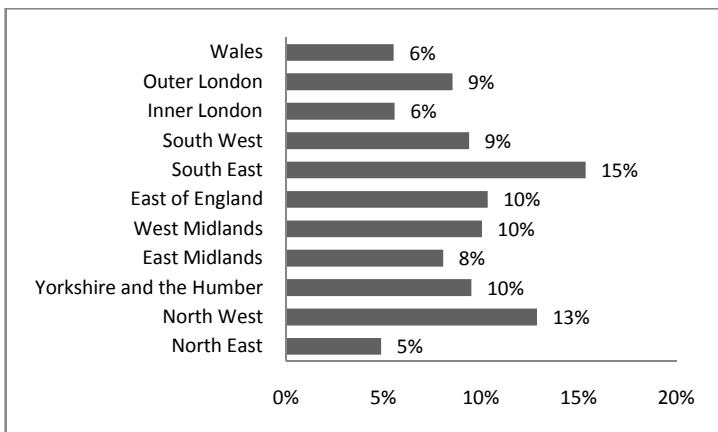 Wales 6%
Outer London 9%
Inner London 6%
South West 9%
South East 15%
East of England 10%
West Midlands 10%
East Midlands 8%
Yorkshire and the Humber 10%
North West 13%
North East 5%
0% 5% 10% 15% 20%